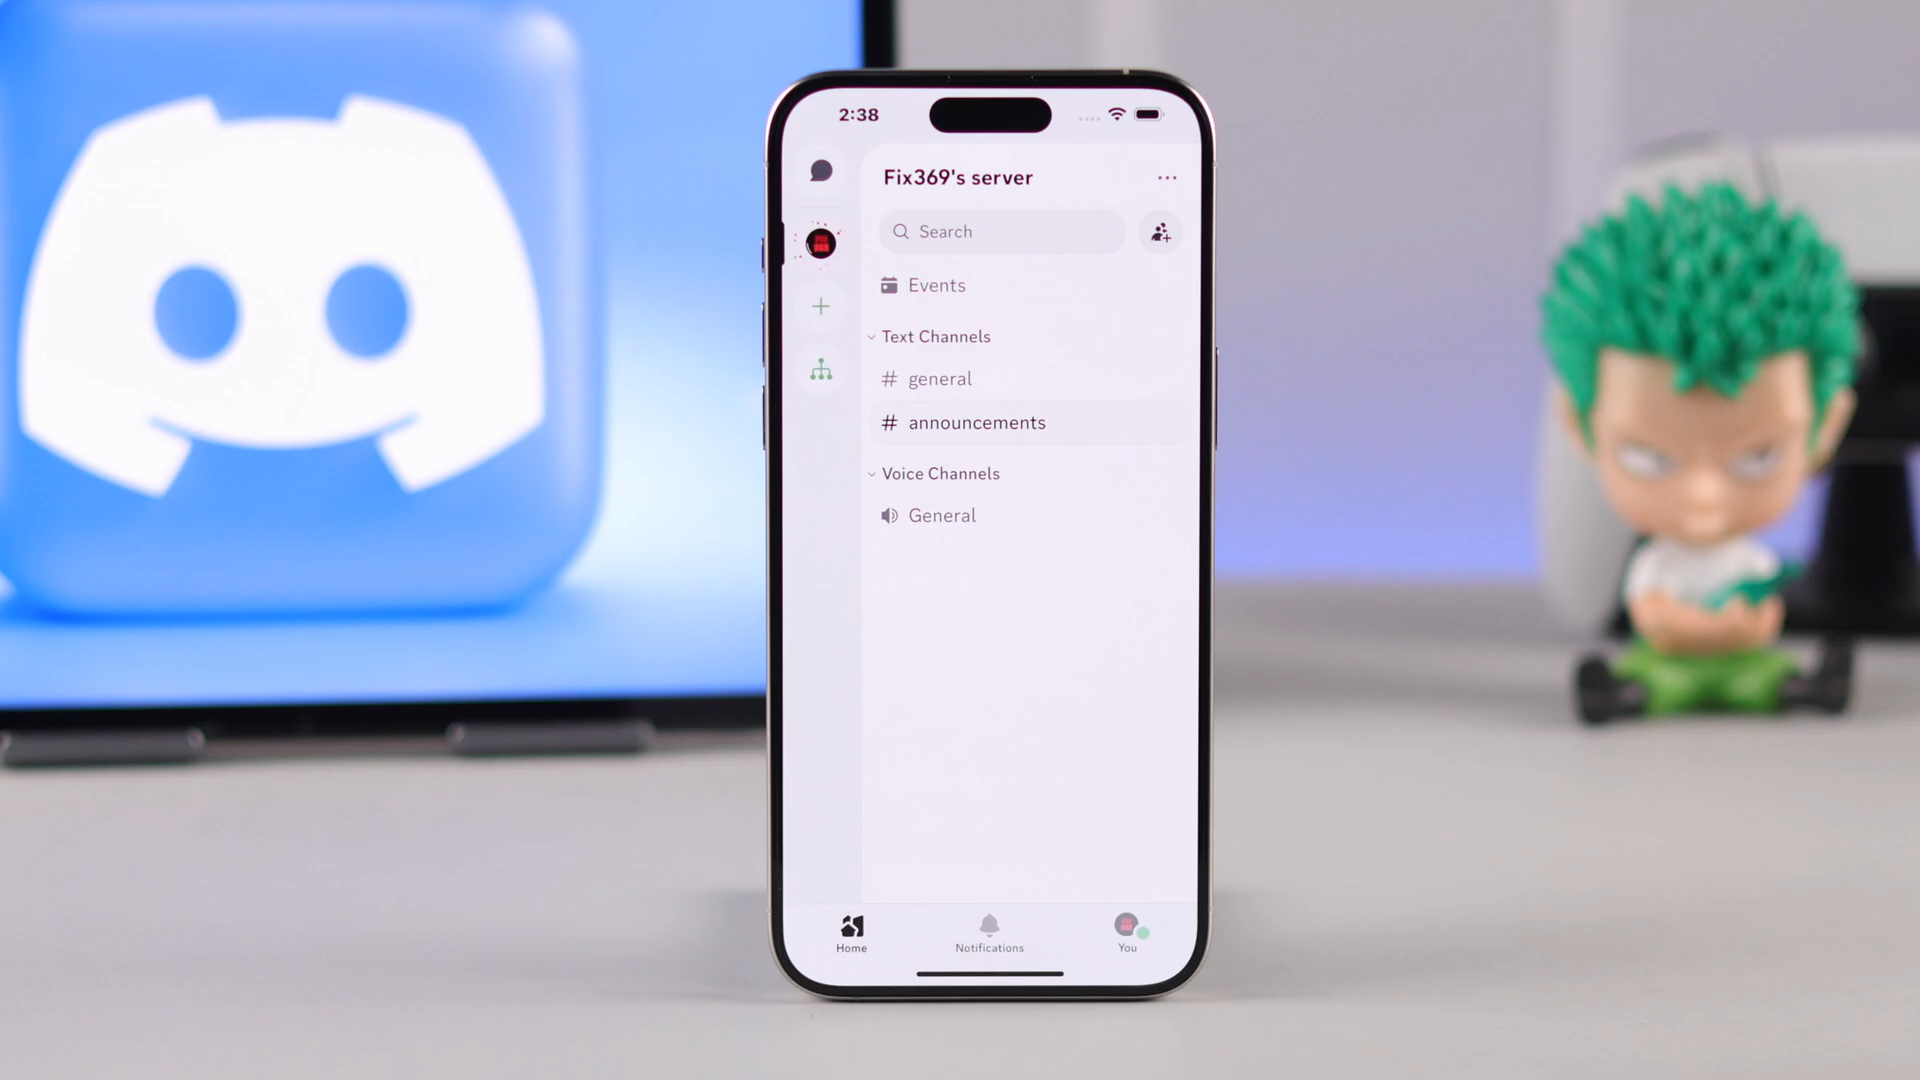 2:38
Fix369's server
Search
Events
Text Channels
# general
# announcements
Voice Channels
General
Home
Notifications
You